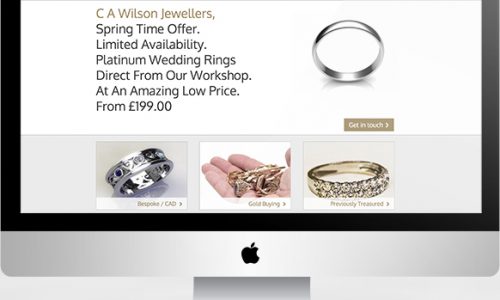 C A Wilson Jewellers,
Spring Time Offer.
Limited Availability.
Platinum Wedding Rings
Direct From Our Workshop.
At An Amazing Low Price.
From £199.00
Get in touch >
Bespoke / CAD >
Gold Buying >
Previously Treasured >